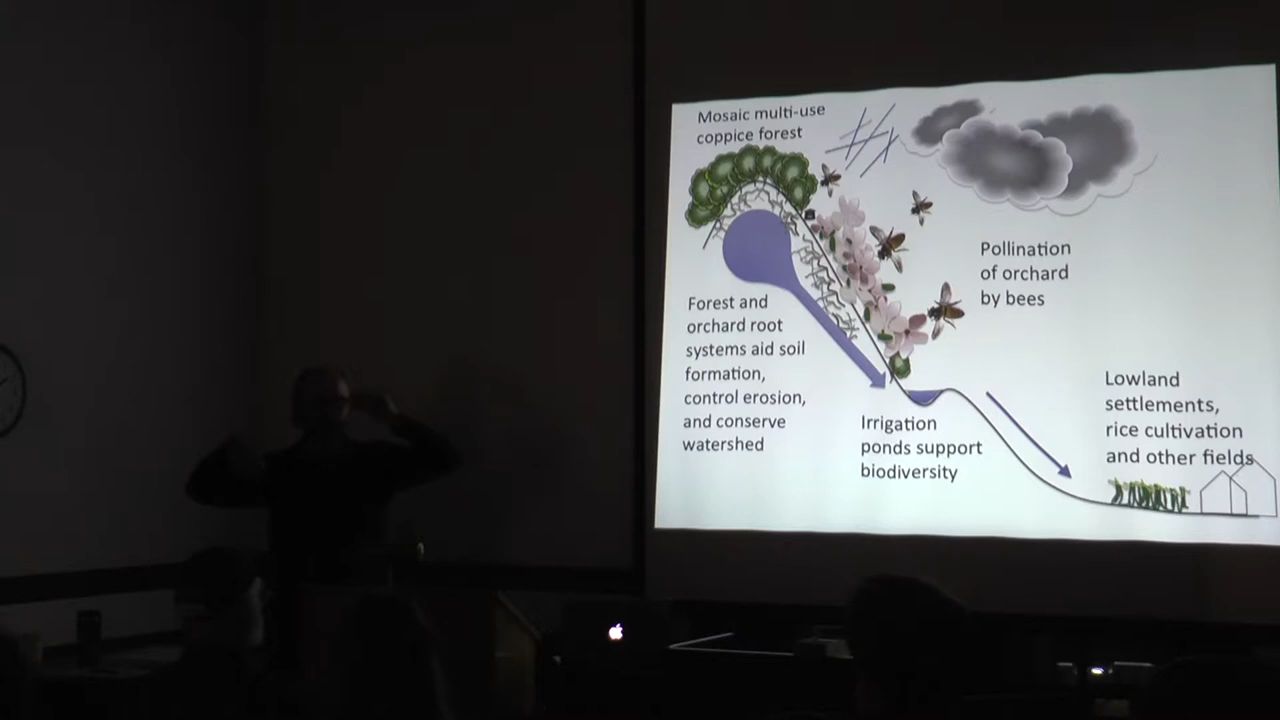 Mosaic multi-use
coppice forest
Pollination
of orchard
by bees
Forest and
orchard root
systems aid soil
formation,
control erosion,
and conserve
watershed
Irrigation
ponds support
biodiversity
Lowland
settlements,
rice cultivation
and other fields